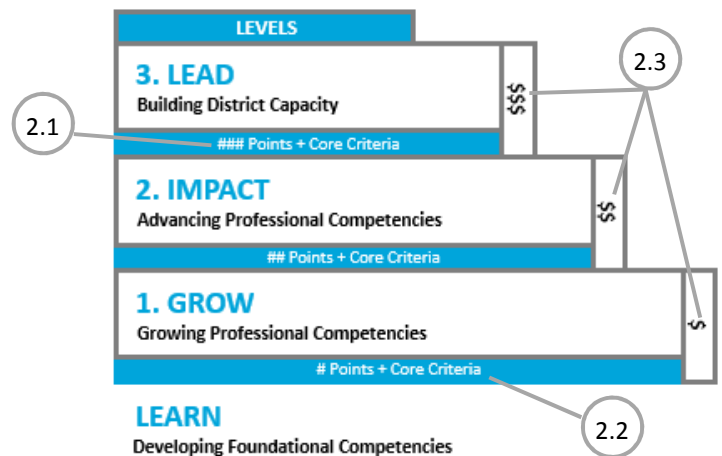 LEVELS
2.3
3. LEAD
Building District Capacity
$$$
2.1
### Points + Core Criteria
2. IMPACT
Advancing Professional Competencies
$$
## Points + Core Criteria
1. GROW
Growing Professional Competencies
$
# Points + Core Criteria
LEARN
Developing Foundational Competencies
2.2